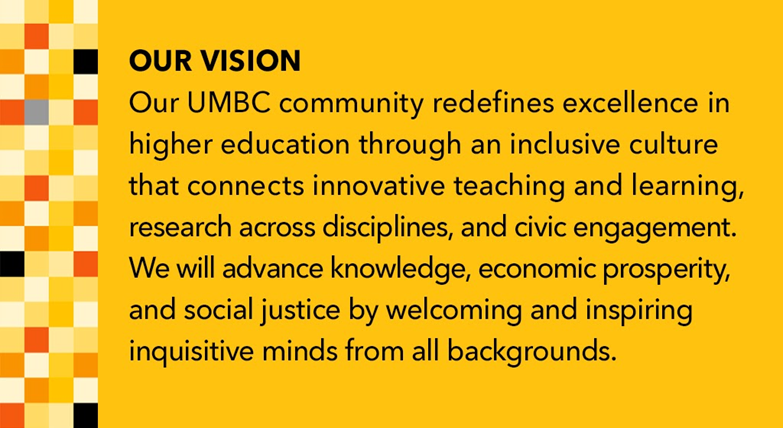 OUR VISION
Our UMBC community redefines excellence in
higher education through an inclusive culture
that connects innovative teaching and learning,
research across disciplines, and civic engagement.
We will advance knowledge, economic prosperity,
and social justice by welcoming and inspiring
inquisitive minds from all backgrounds.